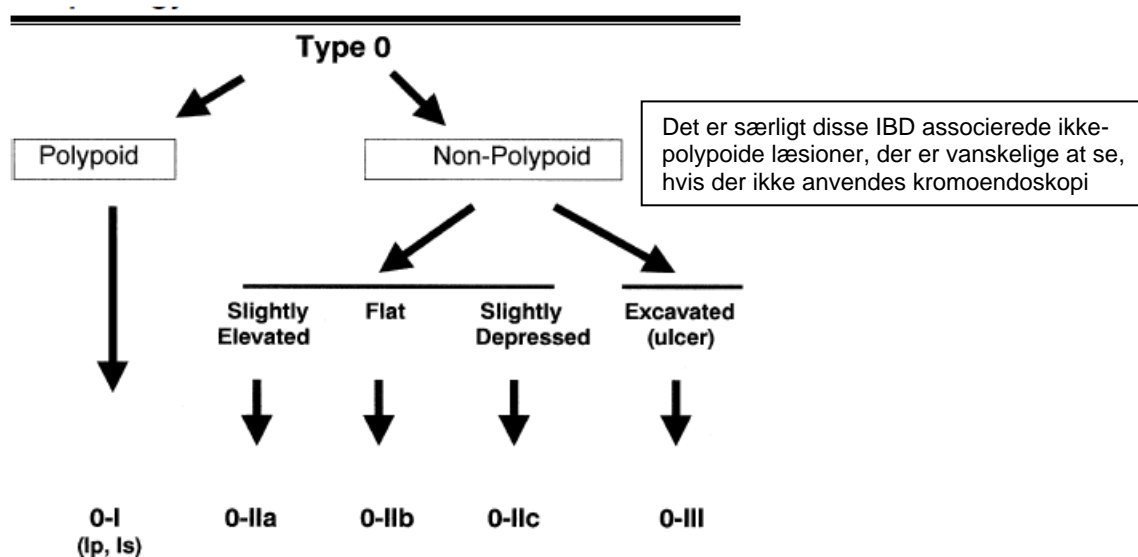 Type 0
Polypoid
Non-Polypoid
Det er særligt disse IBD associerede ikke-
polypoide læsioner, der er vanskelige at se,
hvis der ikke anvendes kromoendoskopi
Slightly
Elevated
Flat
Slightly
Depressed
Excavated
(ulcer)
0-I
(Ip, Is)
0-IIa
0-IIb
0-IIc
0-III